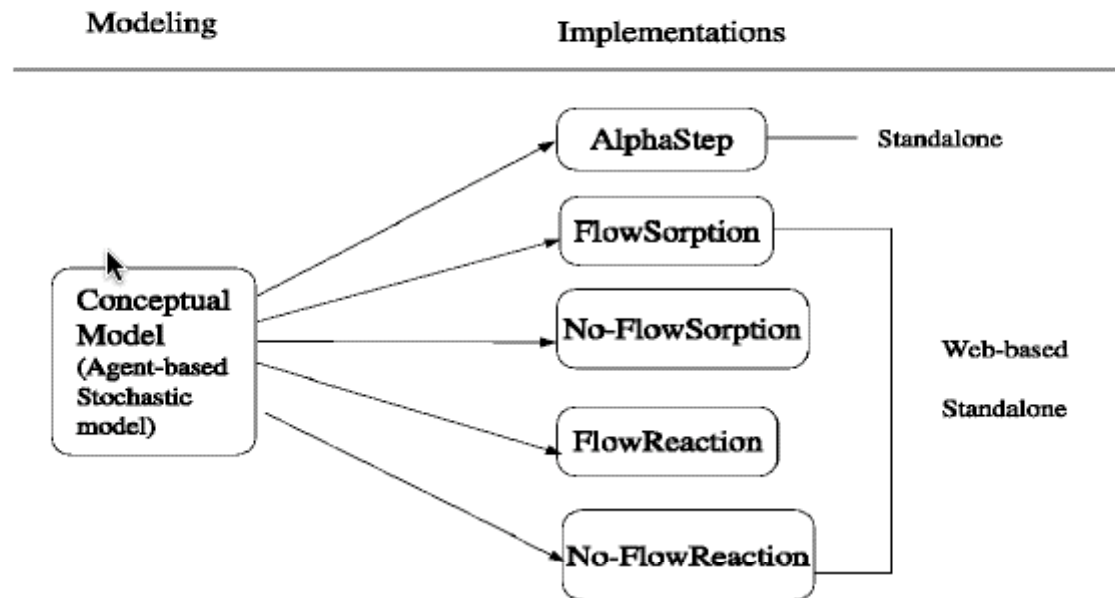 Modeling
Implementations
AlphaStep
Standalone
FlowSorption
Conceptual
Model
(Agent-based
Stochastic
model)
No-FlowSorption
Web-based
Standalone
FlowReaction
No-FlowReaction